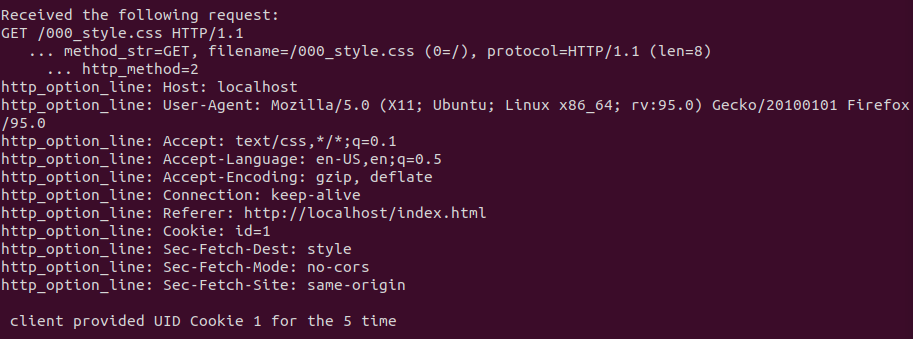 Received the following request:
GET /000_style.css HTTP/1.1
   ... method_str=GET, filename=/000_style.css (0=/), protocol=HTTP/1.1 (len=8)
     ... http_method=2
http_option_line: Host: localhost
http_option_line: User-Agent: Mozilla/5.0 (X11; Ubuntu; Linux x86_64; rv:95.0) Gecko/20100101 Firefox
/95.0
http_option_line: Accept: text/css,*/*;q=0.1
http_option_line: Accept-Language: en-US,en;q=0.5
http_option_line: Accept-Encoding: gzip, deflate
http_option_line: Connection: keep-alive
http_option_line: Referer: http://localhost/index.html
http_option_line: Cookie: id=1
http_option_line: Sec-Fetch-Dest: style
http_option_line: Sec-Fetch-Mode: no-cors
http_option_line: Sec-Fetch-Site: same-origin

 client provided UID Cookie 1 for the 5 time